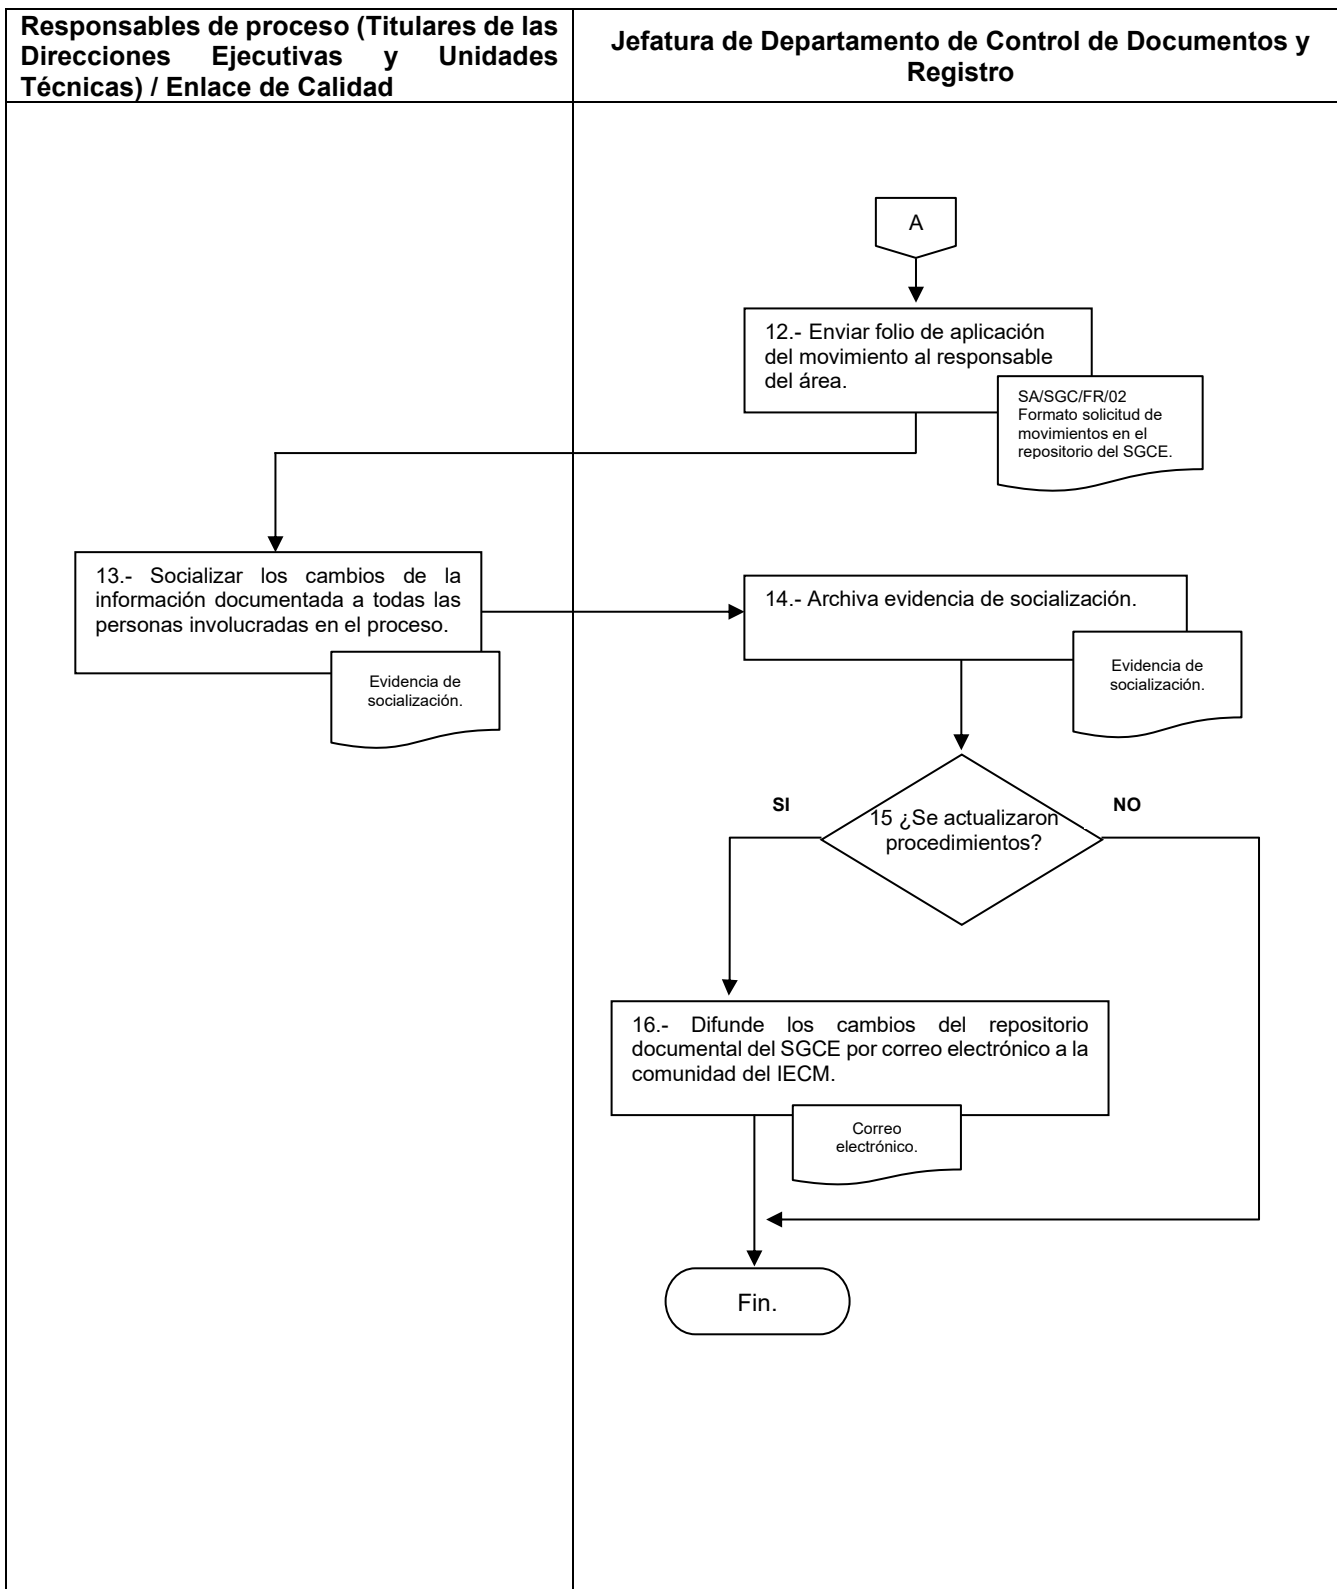 Responsables de proceso (Titulares de las
Direcciones Ejecutivas y Unidades
Técnicas) / Enlace de Calidad
Jefatura de Departamento de Control de Documentos y
Registro
A
12.- Enviar folio de aplicación
del movimiento al responsable
del área.
SA/SGC/FR/02
Formato solicitud de
movimientos en el
repositorio del SGCE.
13.- Socializar los cambios de la
información documentada a todas las
personas involucradas en el proceso.
Evidencia de
socialización.
14.- Archiva evidencia de socialización.
Evidencia de
socialización.
SI
15 ¿Se actualizaron
procedimientos?
NO
16.- Difunde los cambios del repositorio
documental del SGCE por correo electrónico a la
comunidad del IECM.
Correo
electrónico.
Fin.